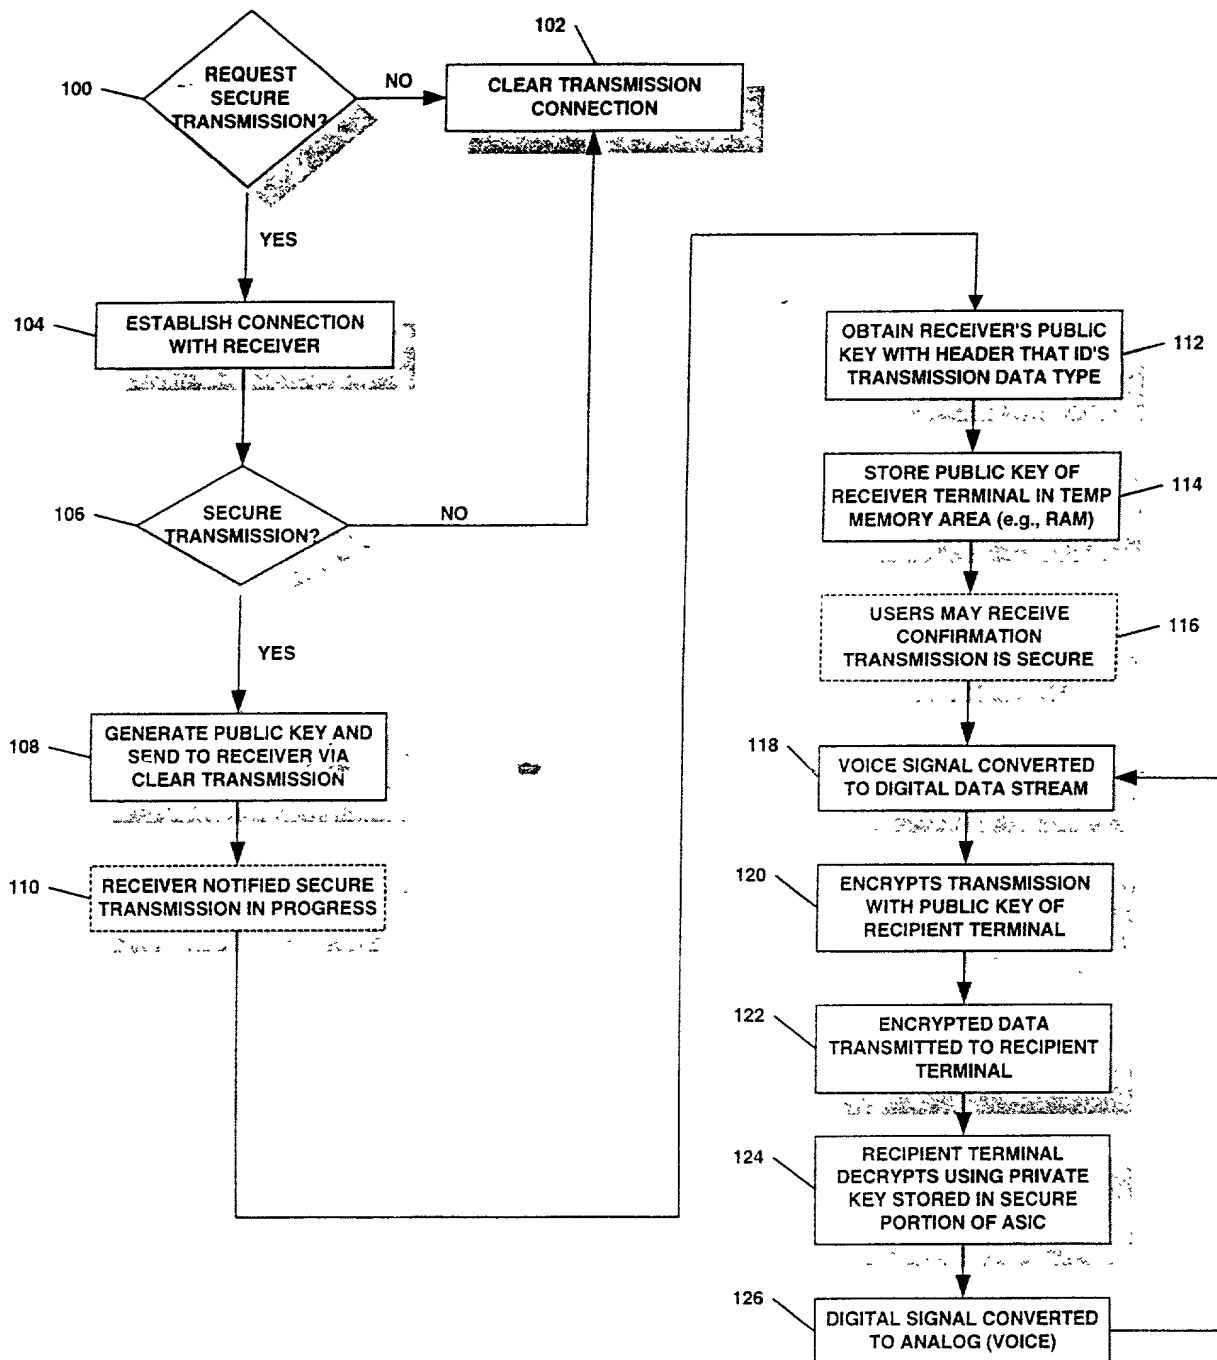 100
REQUEST
SECURE
TRANSMISSION?
NO
102
CLEAR TRANSMISSION
CONNECTION
YES
104
ESTABLISH CONNECTION
WITH RECEIVER
106
SECURE
TRANSMISSION?
NO
YES
108
GENERATE PUBLIC KEY AND
SEND TO RECEIVER VIA
CLEAR TRANSMISSION
110
RECEIVER NOTIFIED SECURE
TRANSMISSION IN PROGRESS
OBTAIN RECEIVER'S PUBLIC
KEY WITH HEADER THAT ID'S
TRANSMISSION DATA TYPE
112
STORE PUBLIC KEY OF
RECEIVER TERMINAL IN TEMP
MEMORY AREA (e.g., RAM)
114
USERS MAY RECEIVE
CONFIRMATION
TRANSMISSION IS SECURE
116
118
VOICE SIGNAL CONVERTED
TO DIGITAL DATA STREAM
120
ENCRYPTS TRANSMISSION
WITH PUBLIC KEY OF
RECIPIENT TERMINAL
122
ENCRYPTED DATA
TRANSMITTED TO RECIPIENT
TERMINAL
124
RECIPIENT TERMINAL
DECRYPTS USING PRIVATE
KEY STORED IN SECURE
PORTION OF ASIC
126
DIGITAL SIGNAL CONVERTED
TO ANALOG (VOICE)